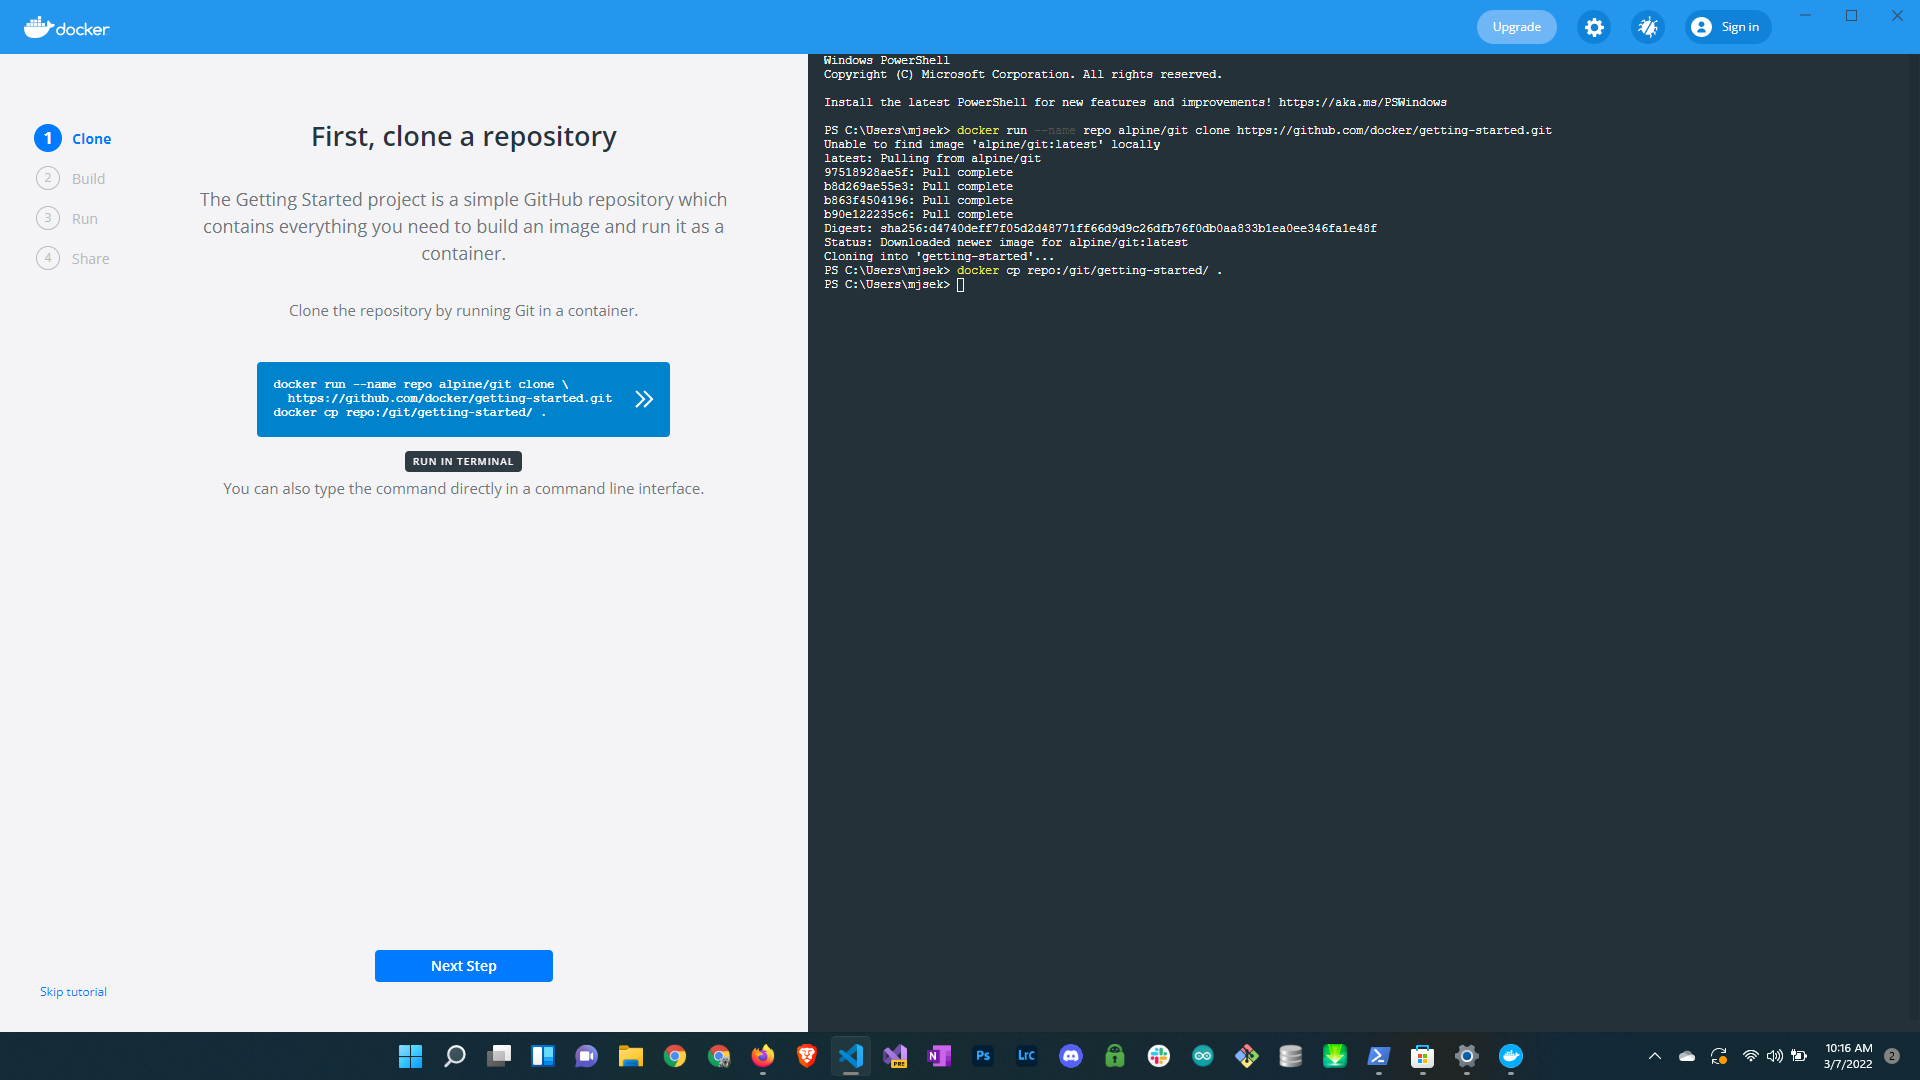 docker
Upgrade
Sign in
1 Clone
2 Build
3 Run
4 Share
First, clone a repository
The Getting Started project is a simple GitHub repository which
contains everything you need to build an image and run it as a
container.
Clone the repository by running Git in a container.
docker run --name repo alpine/git clone \
https://github.com/docker/getting-started.git
docker cp repo:/git/getting-started/ .
RUN IN TERMINAL
You can also type the command directly in a command line interface.
Next Step
Skip tutorial
Windows PowerShell
Copyright (C) Microsoft Corporation. All rights reserved.
Install the latest PowerShell for new features and improvements! https://aka.ms/PSWindows
PS C:\Users\mjsek> docker run --name repo alpine/git clone https://github.com/docker/getting-started.git
Unable to find image 'alpine/git:latest' locally
latest: Pulling from alpine/git
97518928ae5f: Pull complete
b8d269ae55e3: Pull complete
b863f4504196: Pull complete
b90e122235c6: Pull complete
Digest: sha256:d4740deff7f05d2d48771ff66d9d9c26dfb76f0db0aa833b1ea0ee346fa1e48f
Status: Downloaded newer image for alpine/git:latest
Cloning into 'getting-started'...
PS C:\Users\mjsek> docker cp repo:/git/getting-started/ .
PS C:\Users\mjsek>
PRE
N
Ps
LrC
10:16 AM
3/7/2022
2